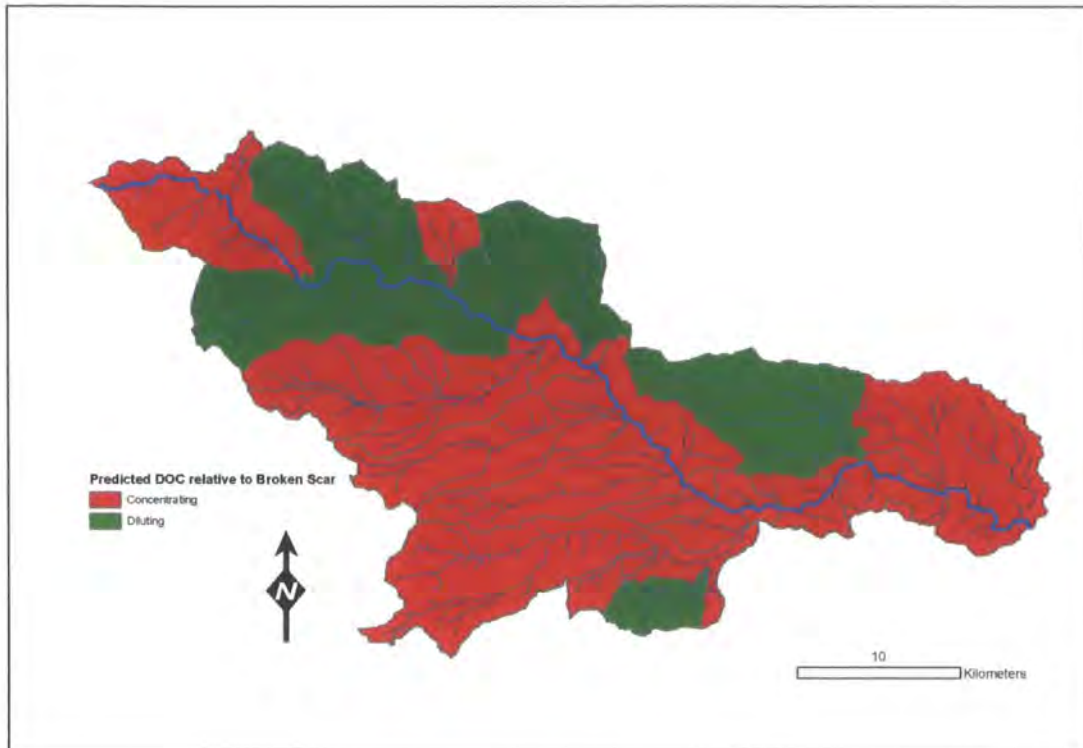 Predicted DOC relative to Broken Scar
Concentrating
Diluting
N
10
Kilometers